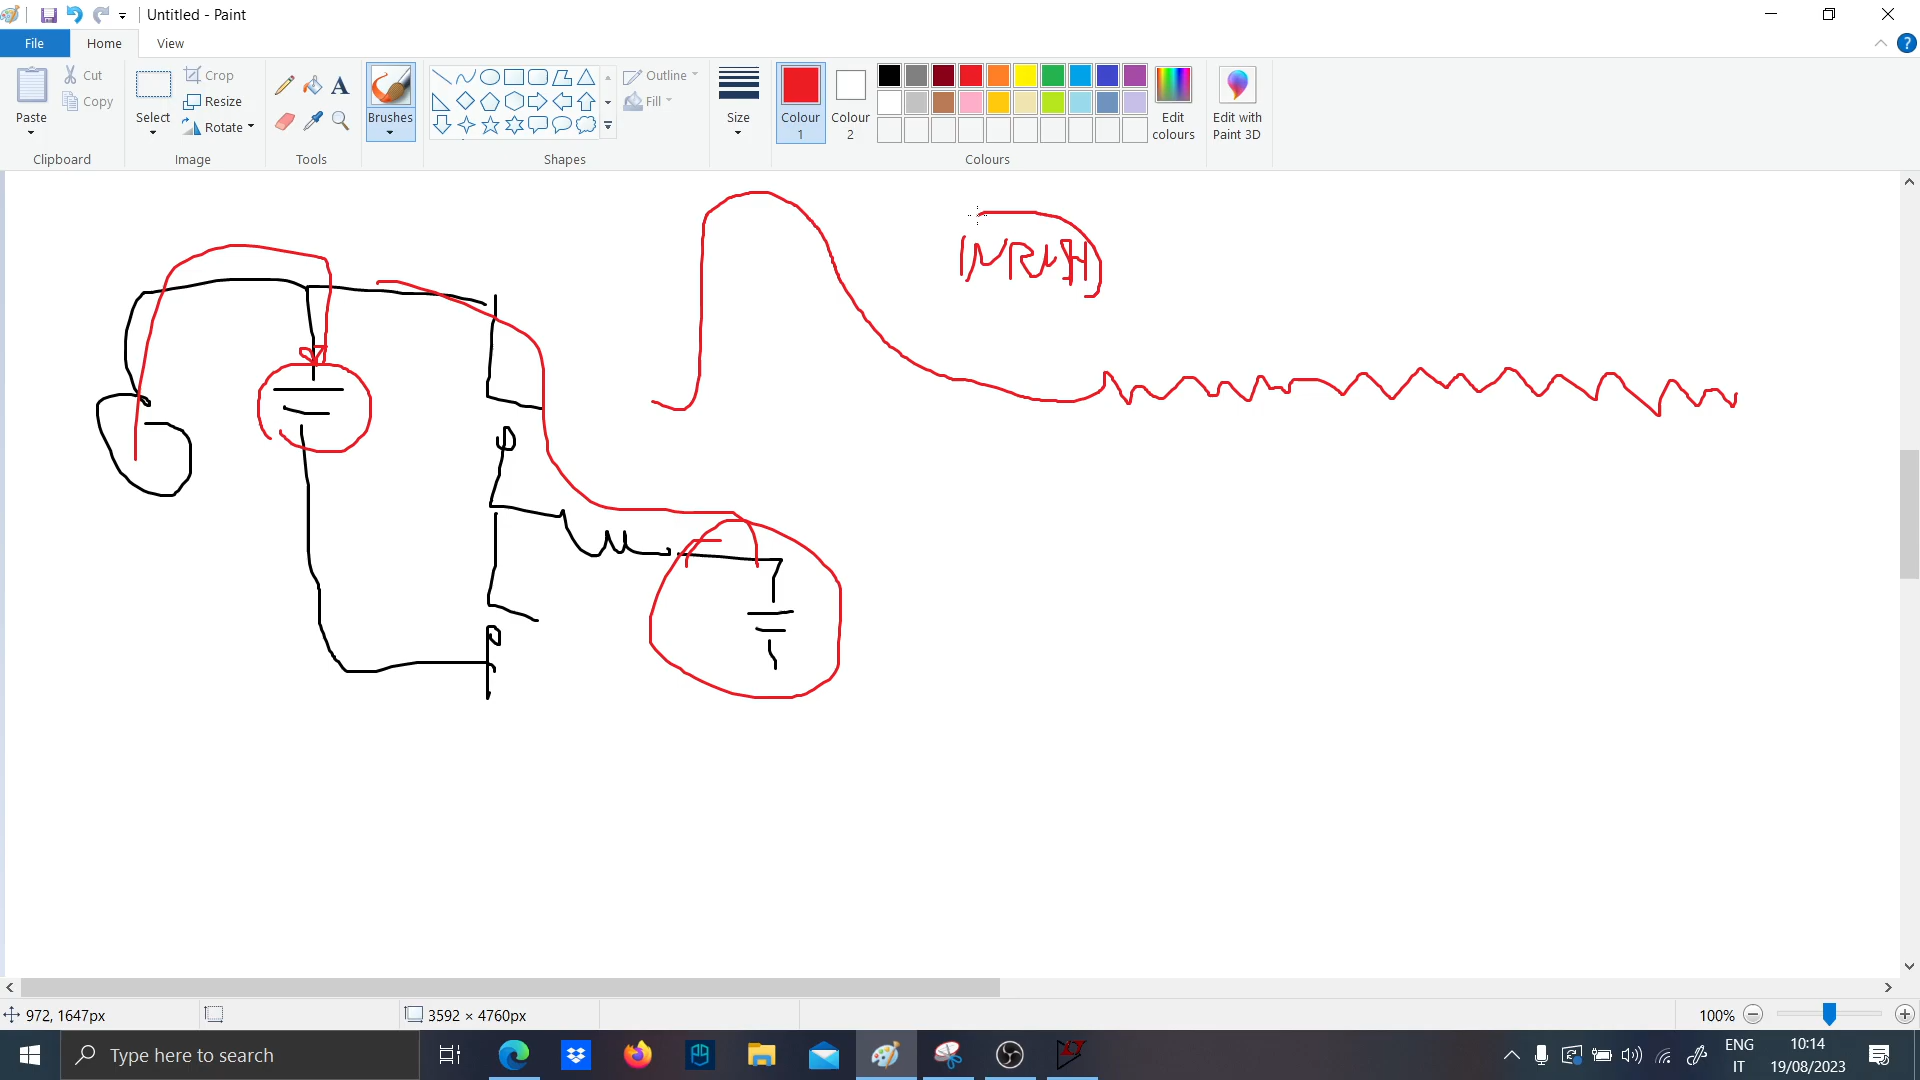 Untitled - Paint
File Home View
Paste
Cut
Copy
Clipboard
Select
Crop
Resize
Rotate
Image
Tools
Brushes
Shapes
Outline
Fill
Size
Colour 1
Colour 2
Edit colours
Colours
Edit with Paint 3D
INRUSH
972, 1647px
3592 × 4760px
100%
Type here to search
ENG
IT
10:14
19/08/2023